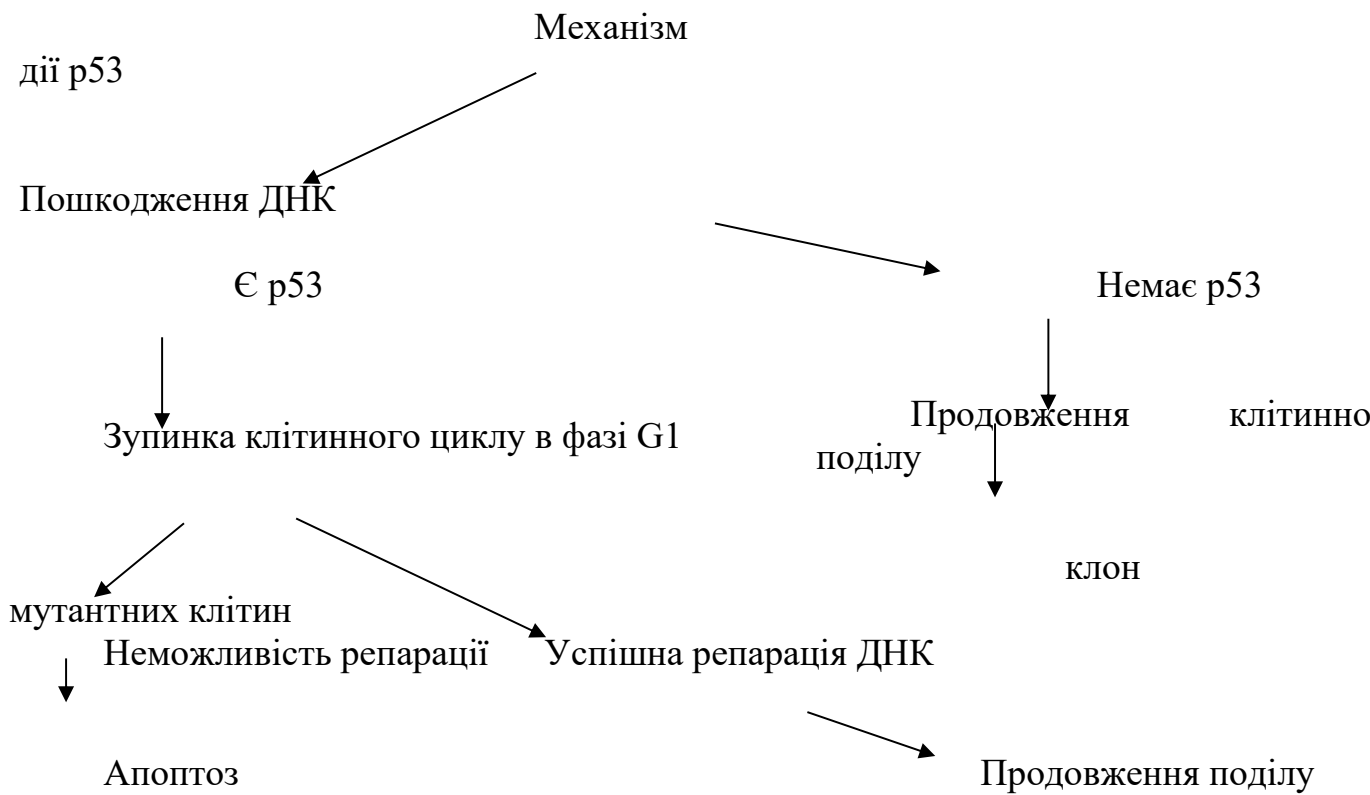 Механізм
дії р53
Пошкодження ДНК
Є р53 Немає р53
Зупинка клітинного циклу в фазі G1
Продовження клітинно
поділу
клон
мутантних клітин
Неможливість репарації Успішна репарація ДНК
Апоптоз Продовження поділу